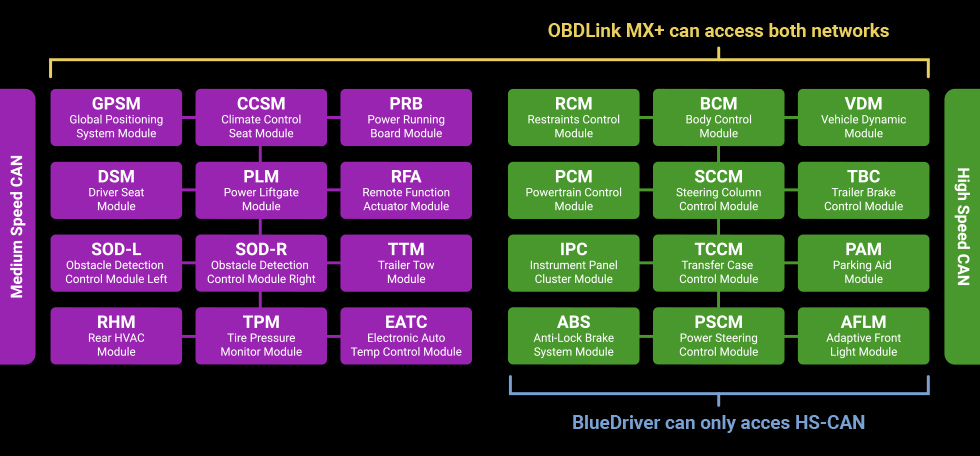 OBDLink MX+ can access both networks
Medium Speed CAN
GPSM
Global Positioning
System Module
CCSM
Climate Control
Seat Module
PRB
Power Running
Board Module
DSM
Driver Seat
Module
PLM
Power Liftgate
Module
RFA
Remote Function
Actuator Module
SOD-L
Obstacle Detection
Control Module Left
SOD-R
Obstacle Detection
Control Module Right
TTM
Trailer Tow
Module
RHM
Rear HVAC
Module
TPM
Tire Pressure
Monitor Module
EATC
Electronic Auto
Temp Control Module
RCM
Restraints Control
Module
BCM
Body Control
Module
VDM
Vehicle Dynamic
Module
PCM
Powertrain Control
Module
SCCM
Steering Column
Control Module
TBC
Trailer Brake
Control Module
IPC
Instrument Panel
Cluster Module
TCCM
Transfer Case
Control Module
PAM
Parking Aid
Module
ABS
Anti-Lock Brake
System Module
PSCM
Power Steering
Control Module
AFLM
Adaptive Front
Light Module
High Speed CAN
BlueDriver can only acces HS-CAN